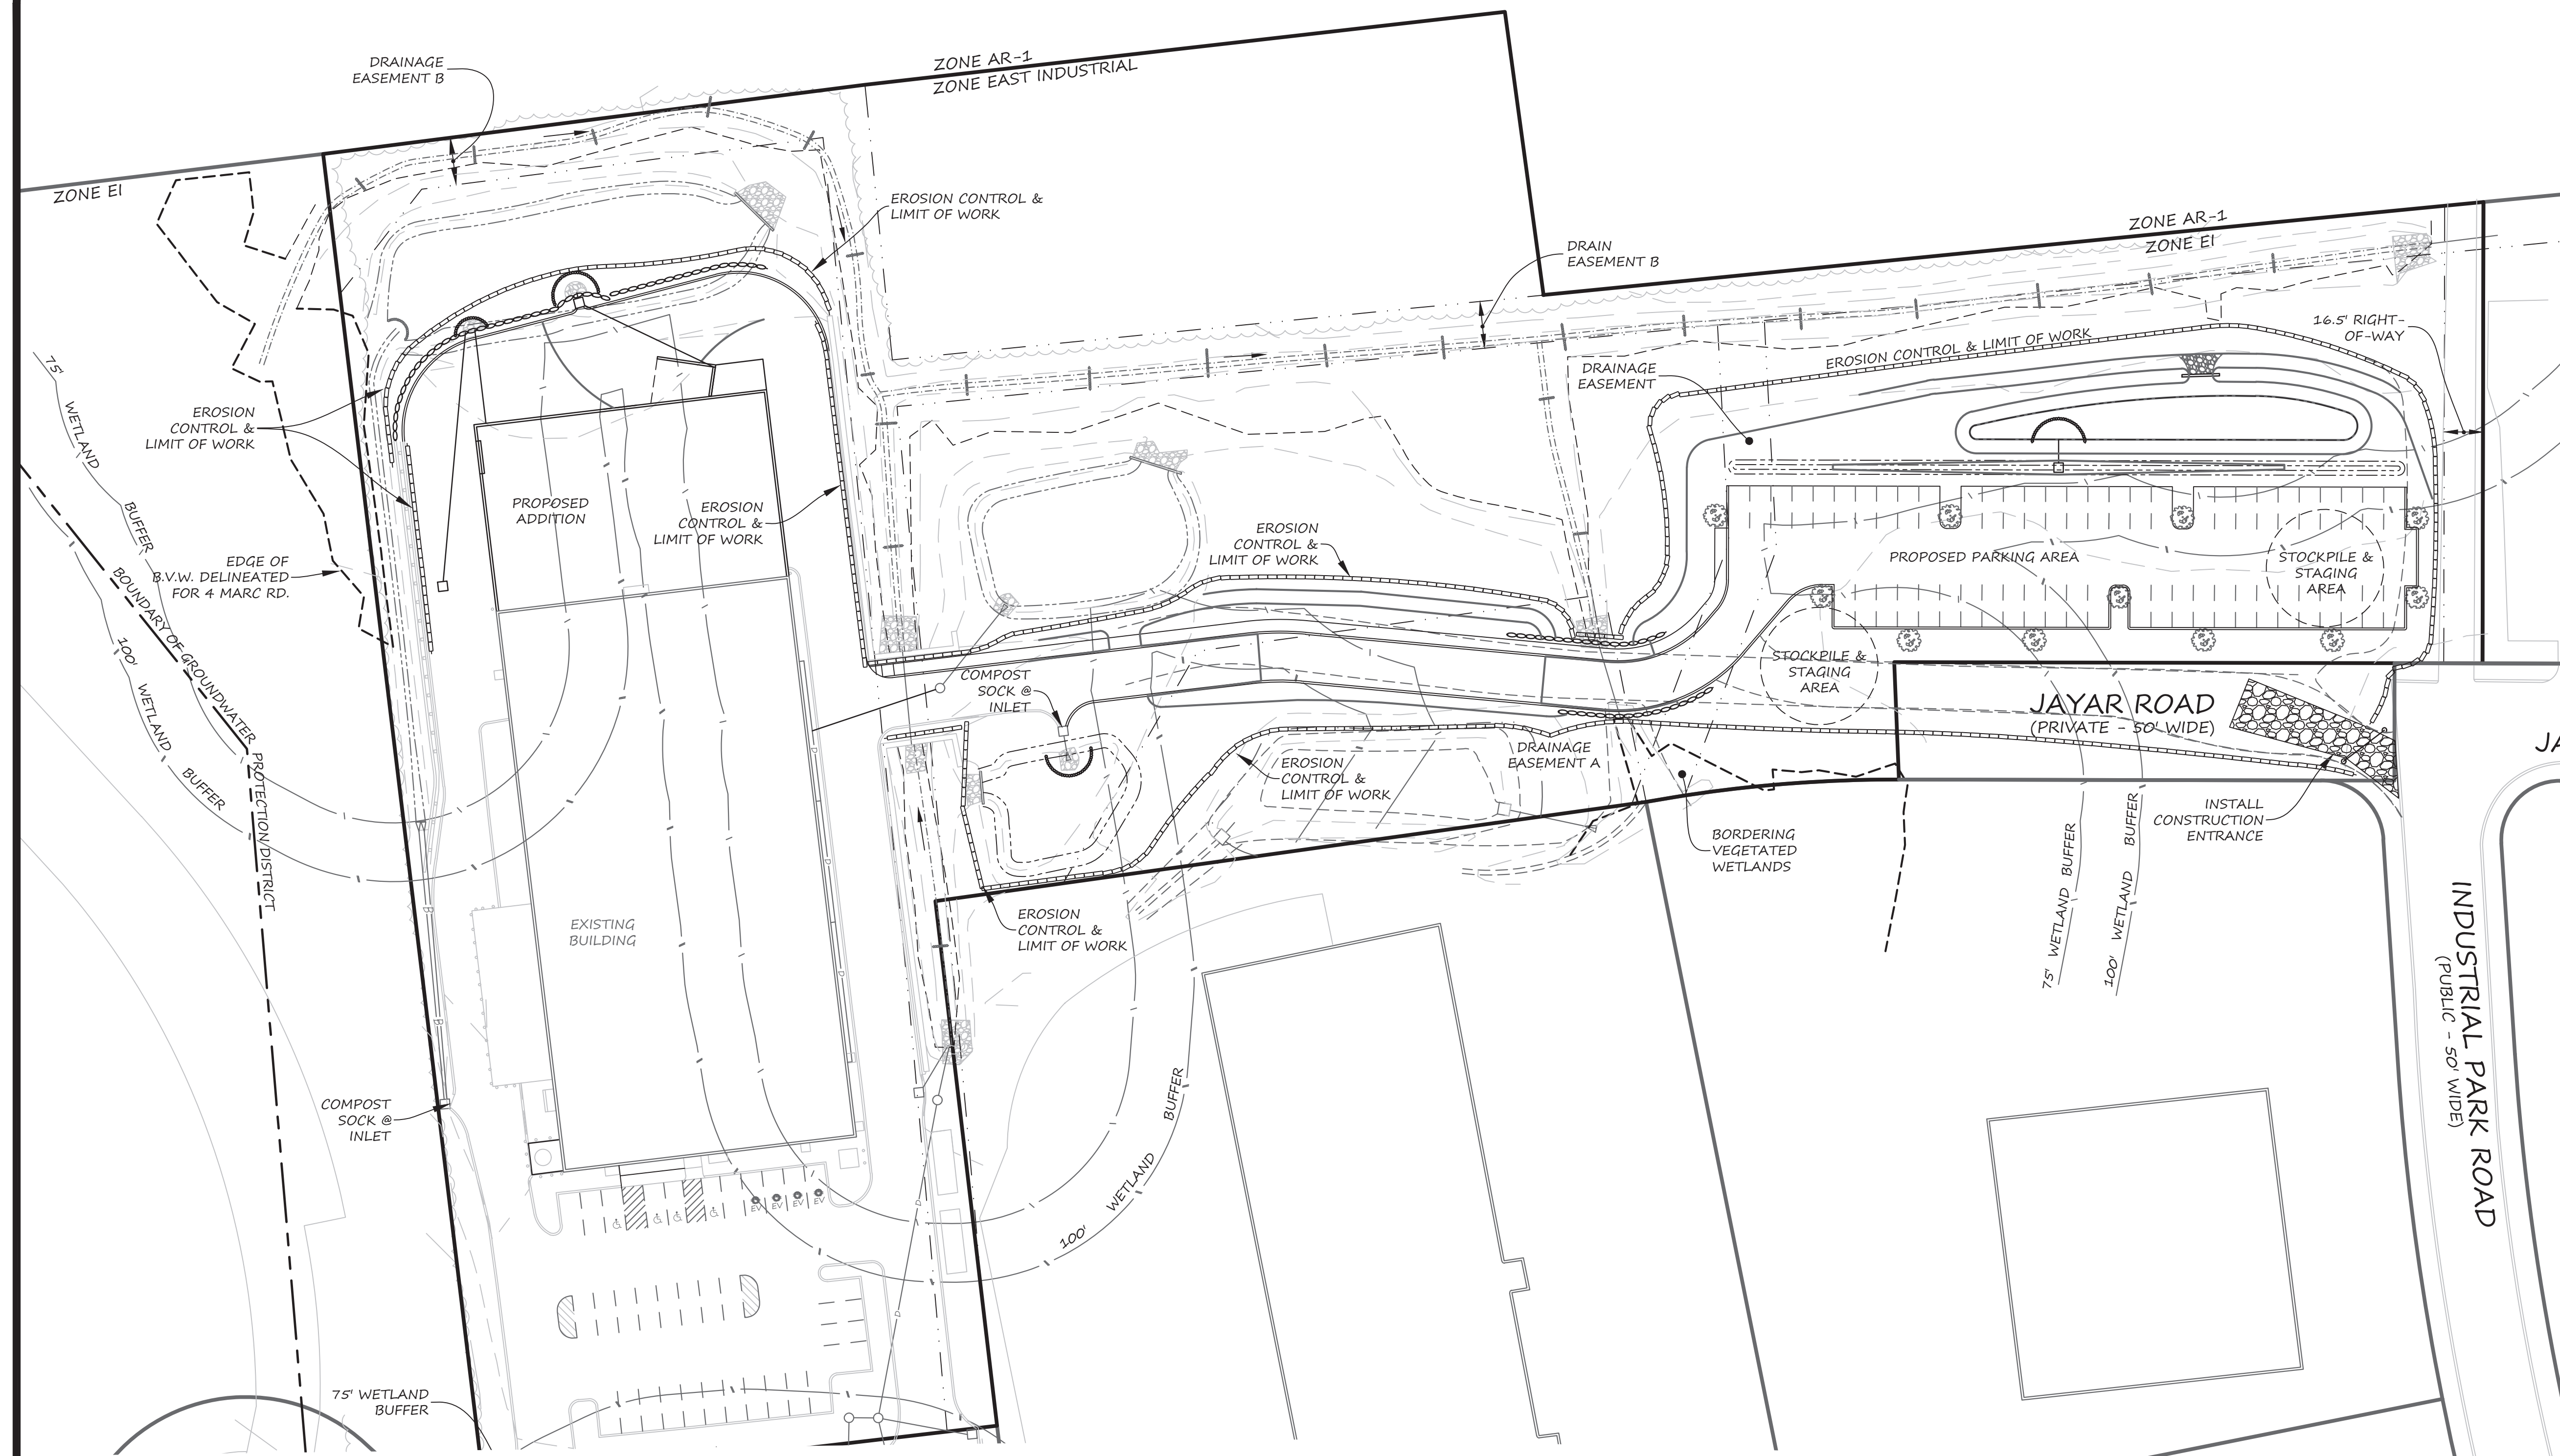 DRAINAGE
EASEMENT B
ZONE AR-1
ZONE EAST INDUSTRIAL
ZONE EI
EROSION CONTROL &
LIMIT OF WORK
DRAIN
EASEMENT B
ZONE AR-1
ZONE EI
16.5' RIGHT-
OF-WAY
EROSION CONTROL & LIMIT OF WORK
DRAINAGE
EASEMENT
75'
WETLAND
BUFFER
EROSION
CONTROL &
LIMIT OF WORK
PROPOSED
ADDITION
EROSION
CONTROL &
LIMIT OF WORK
EROSION
CONTROL &
LIMIT OF WORK
EDGE OF
B.V.W. DELINEATED
FOR 4 MARC RD.
PROPOSED PARKING AREA
STOCKPILE &
STAGING
AREA
STOCKPILE &
STAGING
AREA
BOUNDARY OF GROUNDWATER
PROTECTION DISTRICT
100'
WETLAND
BUFFER
COMPOST
SOCK @
INLET
JAYAR ROAD
(PRIVATE - 50' WIDE)
JA
DRAINAGE
EASEMENT A
EROSION
CONTROL &
LIMIT OF WORK
BORDERING
VEGETATED
WETLANDS
INSTALL
CONSTRUCTION
ENTRANCE
75' WETLAND BUFFER
100' WETLAND BUFFER
INDUSTRIAL PARK ROAD
(PUBLIC - 50' WIDE)
EROSION
CONTROL &
LIMIT OF WORK
EXISTING
BUILDING
COMPOST
SOCK @
INLET
100'
WETLAND
BUFFER
EV EV EV EV
75' WETLAND
BUFFER
D
D
D
D
D
D
D
D